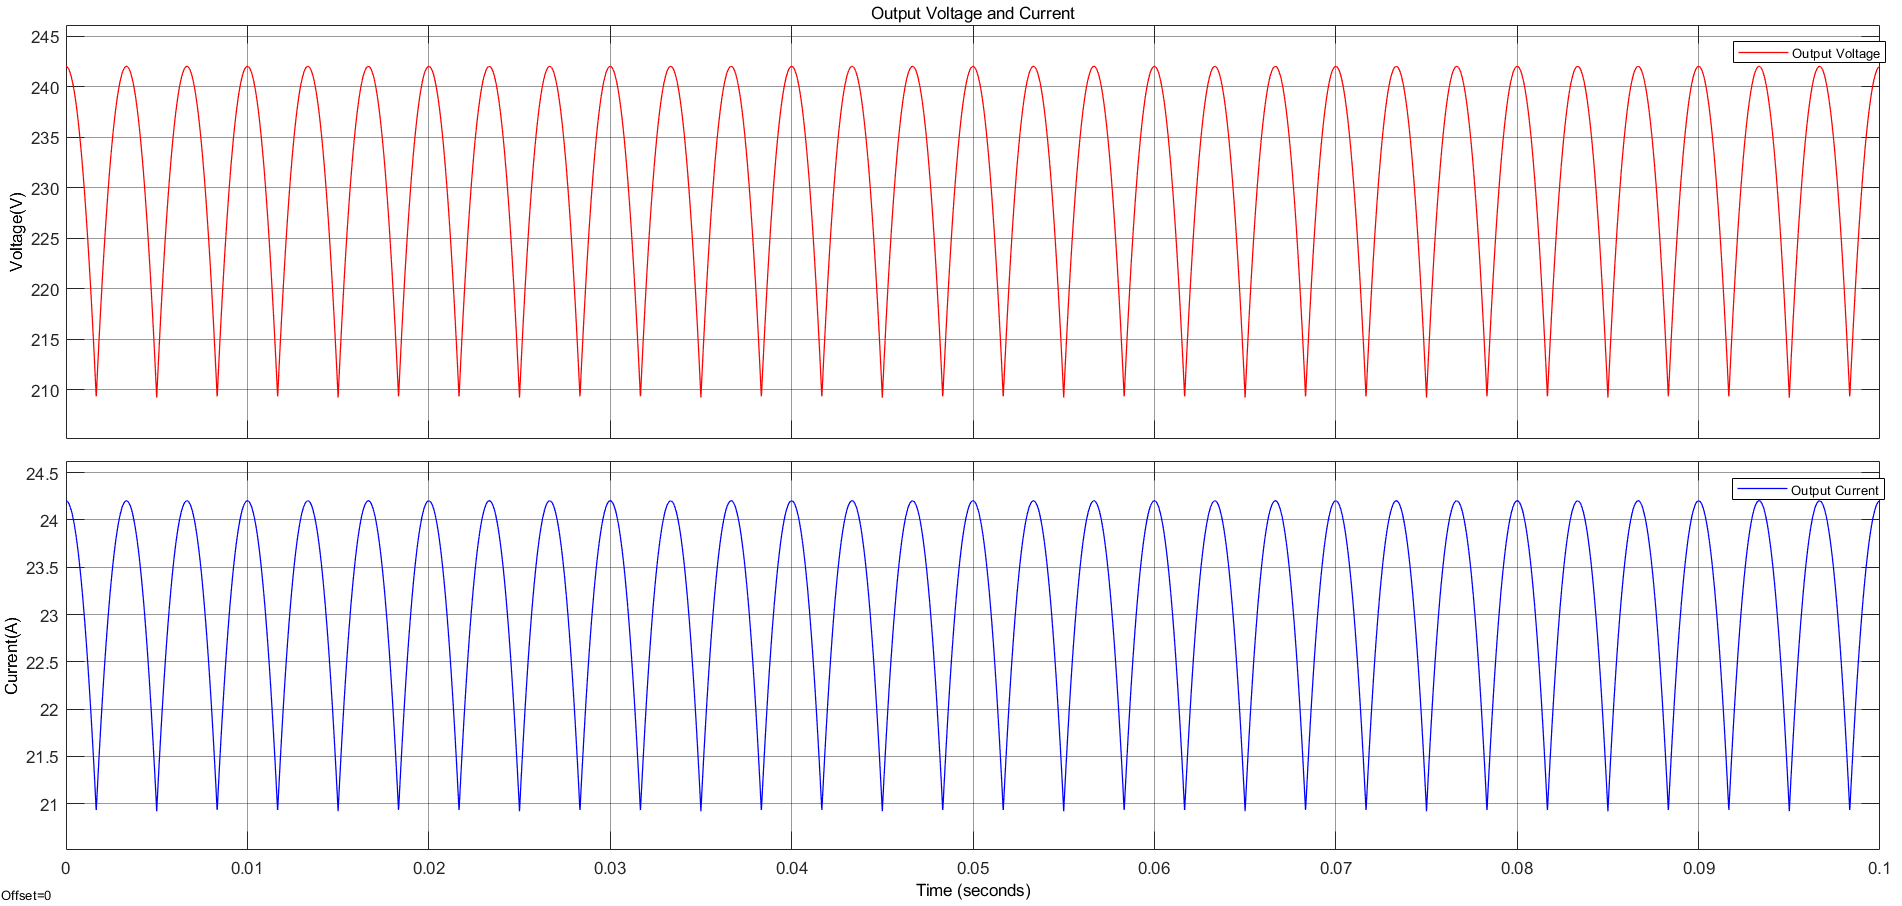 Output Voltage and Current
Output Voltage
Voltage(V)
245
240
235
230
225
220
215
210
Output Current
Current(A)
24.5
24
23.5
23
22.5
22
21.5
21
0 0.01 0.02 0.03 0.04 0.05 0.06 0.07 0.08 0.09 0.1
Time (seconds)
Offset=0